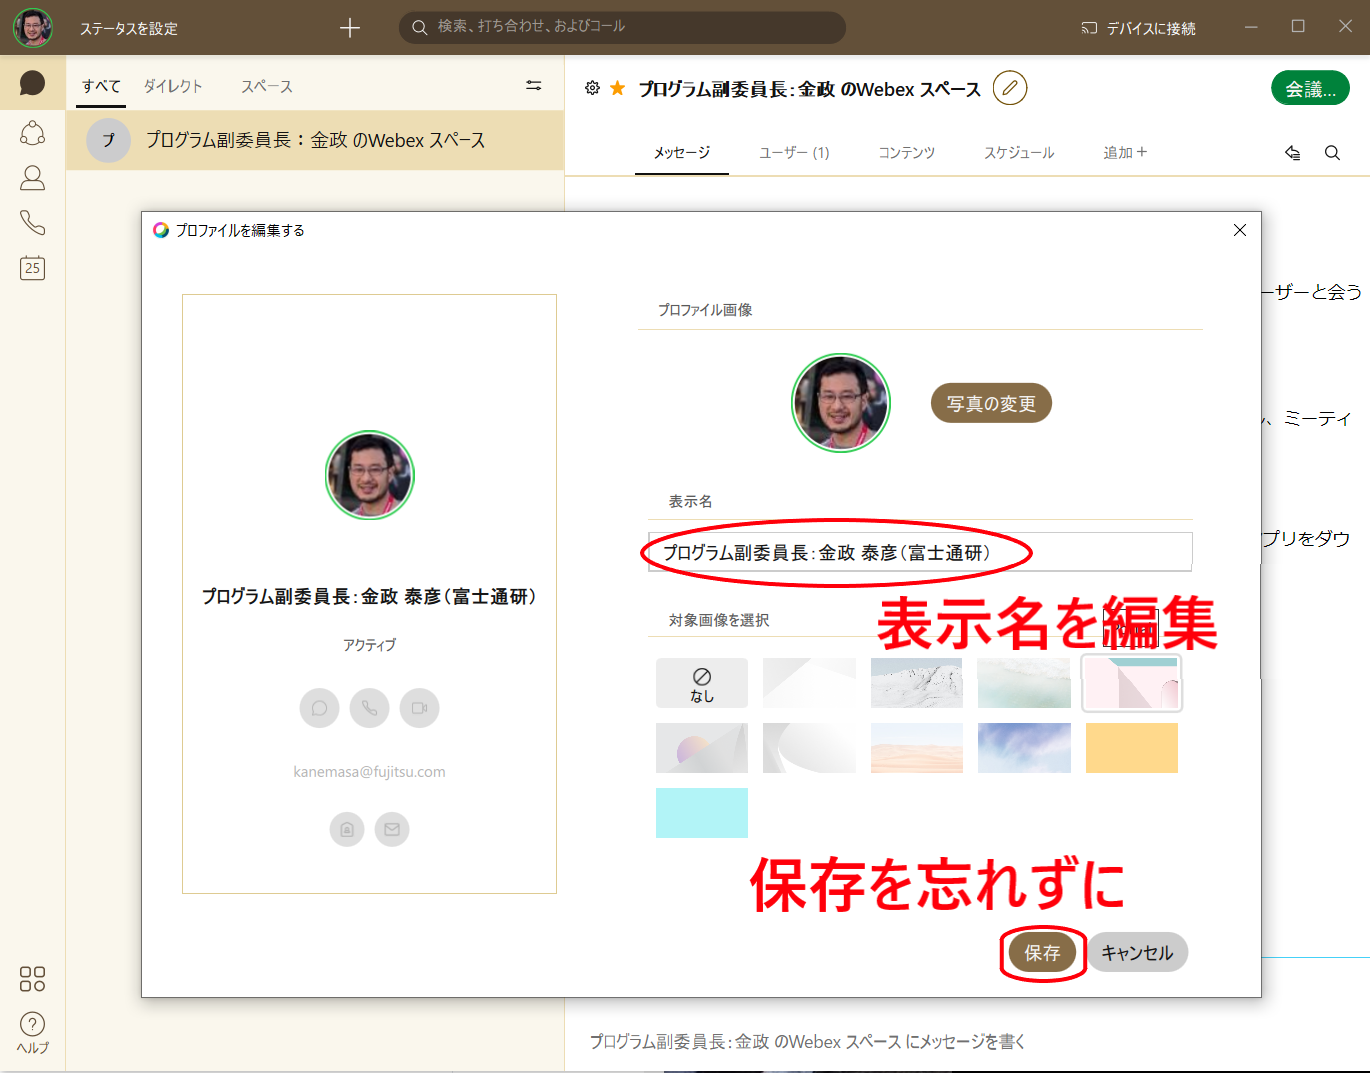 ステータスを設定
検索、打ち合わせ、およびコール
デバイスに接続
すべて
ダイレクト
スペース
プ
プログラム副委員長：金政 のWebex スペース
プログラム副委員長：金政 のWebex スペース
会議...
メッセージ
ユーザー (1)
コンテンツ
スケジュール
追加
25
ーザーと会う
、ミーティ
プリをダウ
プロファイルを編集する
プログラム副委員長：金政 泰彦（富士通研）
アクティブ
kanemasa@fujitsu.com
プロファイル画像
写真の変更
表示名
プログラム副委員長：金政 泰彦（富士通研）
表示名を編集
対象画像を選択
なし
保存を忘れずに
保存
キャンセル
ヘルプ
プログラム副委員長：金政 のWebex スペース にメッセージを書く